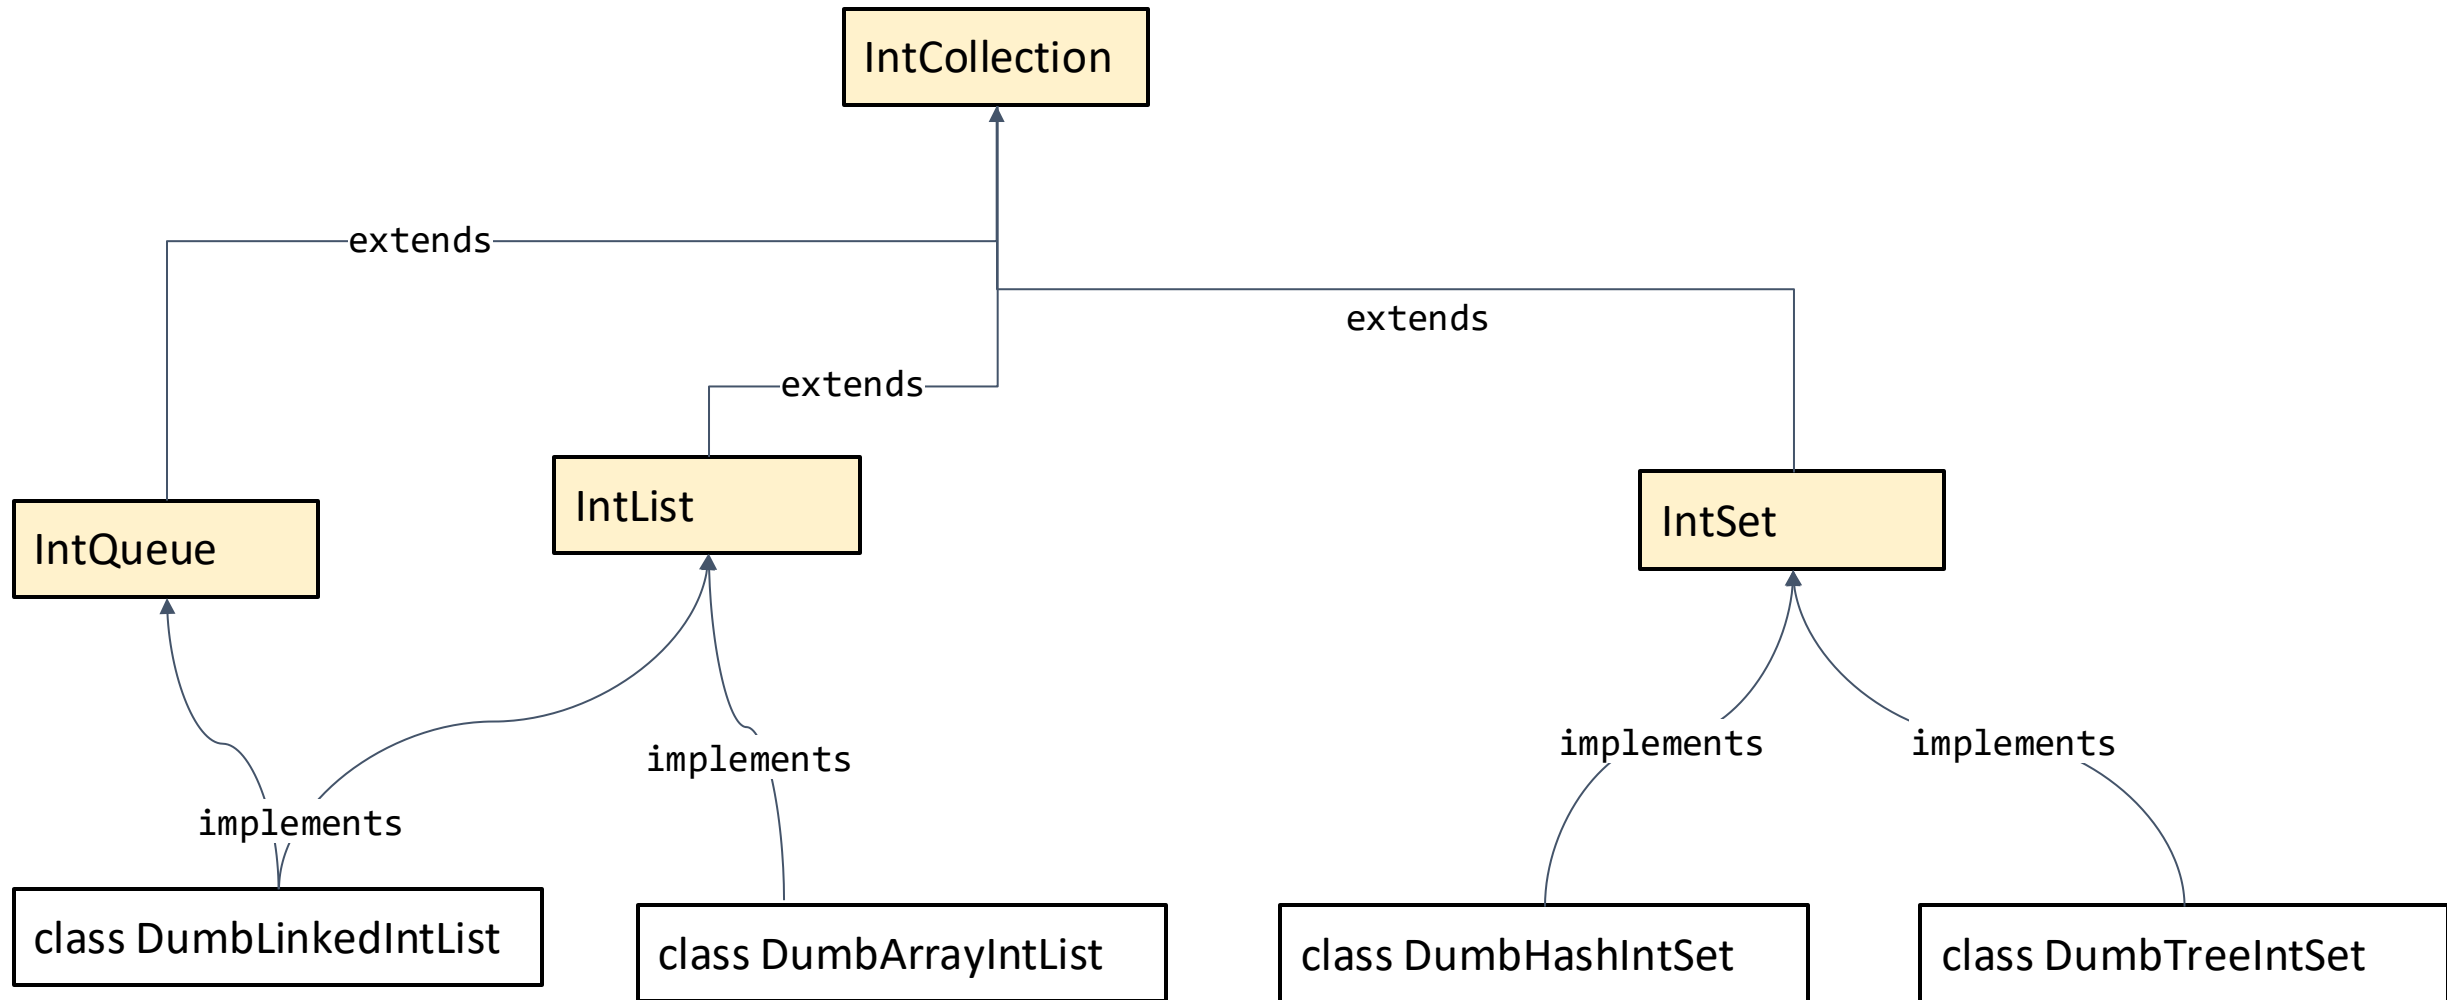 IntCollection
extends
extends
extends
IntList
IntSet
IntQueue
implements
implements
implements
implements
class DumbLinkedIntList
class DumbArrayIntList
class DumbHashIntSet
class DumbTreeIntSet